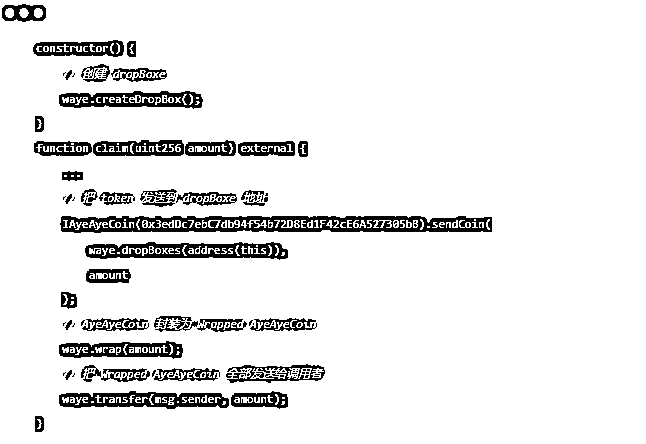 constructor() {
// 创建 dropBoxe
waye.createDropBox();
}
function claim(uint256 amount) external {
...
// 把 token 发送到 dropBoxe 地址
IAyeAyeCoin(0x3edDc7ebC7db94f54b72D8Ed1F42cE6A527305bB).sendCoin(
waye.dropBoxes(address(this)),
amount
);
// AyeAyeCoin 封装为 Wrapped AyeAyeCoin
waye.wrap(amount);
// 把 Wrapped AyeAyeCoin 全部发送给调用者
waye.transfer(msg.sender, amount);
}